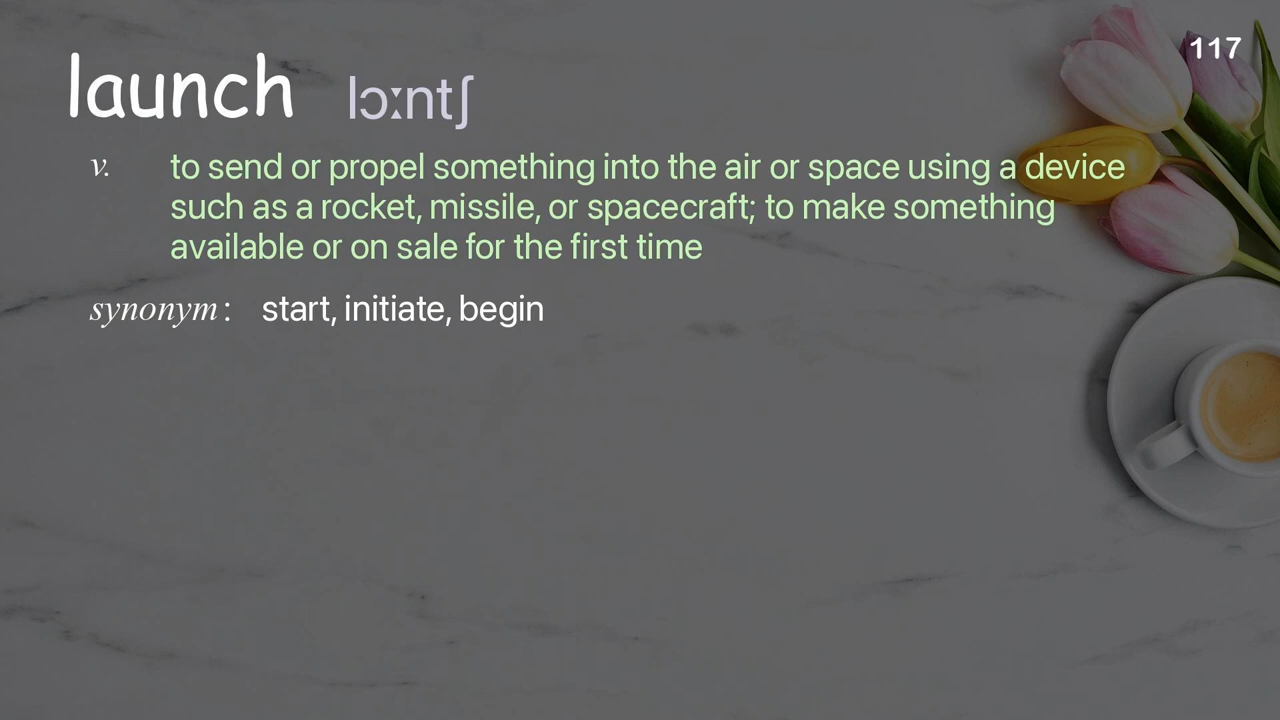 117
launch lɔːntʃ
v. to send or propel something into the air or space using a device
such as a rocket, missile, or spacecraft; to make something
available or on sale for the first time
synonym: start, initiate, begin